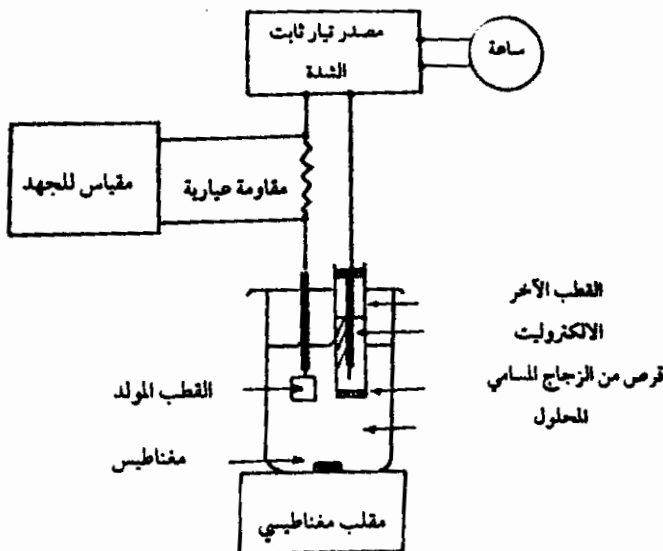 مصدر تيار ثابت
الشدة
ساعة
مقياس للجهد
مقاومة عيارية
القطب الآخر
الالكتروليت
قرص من الزجاج المسامي
المحلول
القطب المولد
مغناطيس
مقلب مغناطيسي